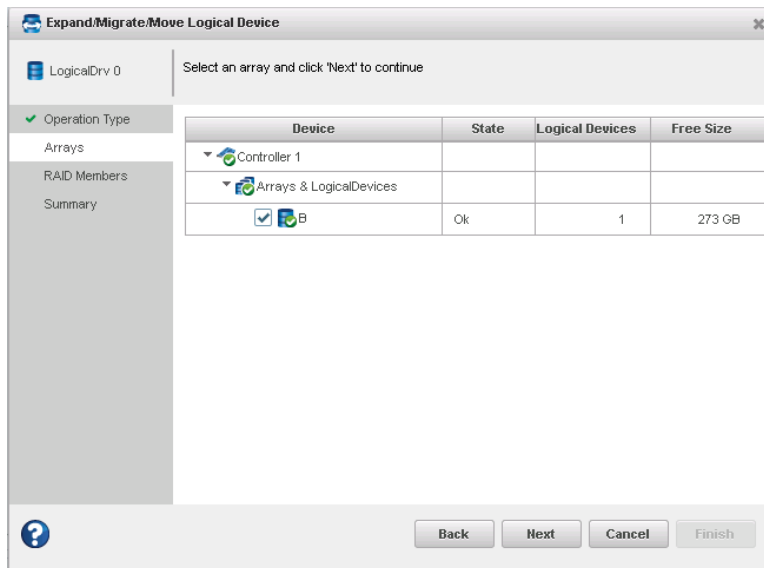 Expand/Migrate/Move Logical Device
LogicalDrv 0
Select an array and click 'Next' to continue
Operation Type
Arrays
RAID Members
Summary
Device State Logical Devices Free Size
Controller 1
Arrays & LogicalDevices
B Ok 1 273 GB
? Back Next Cancel Finish